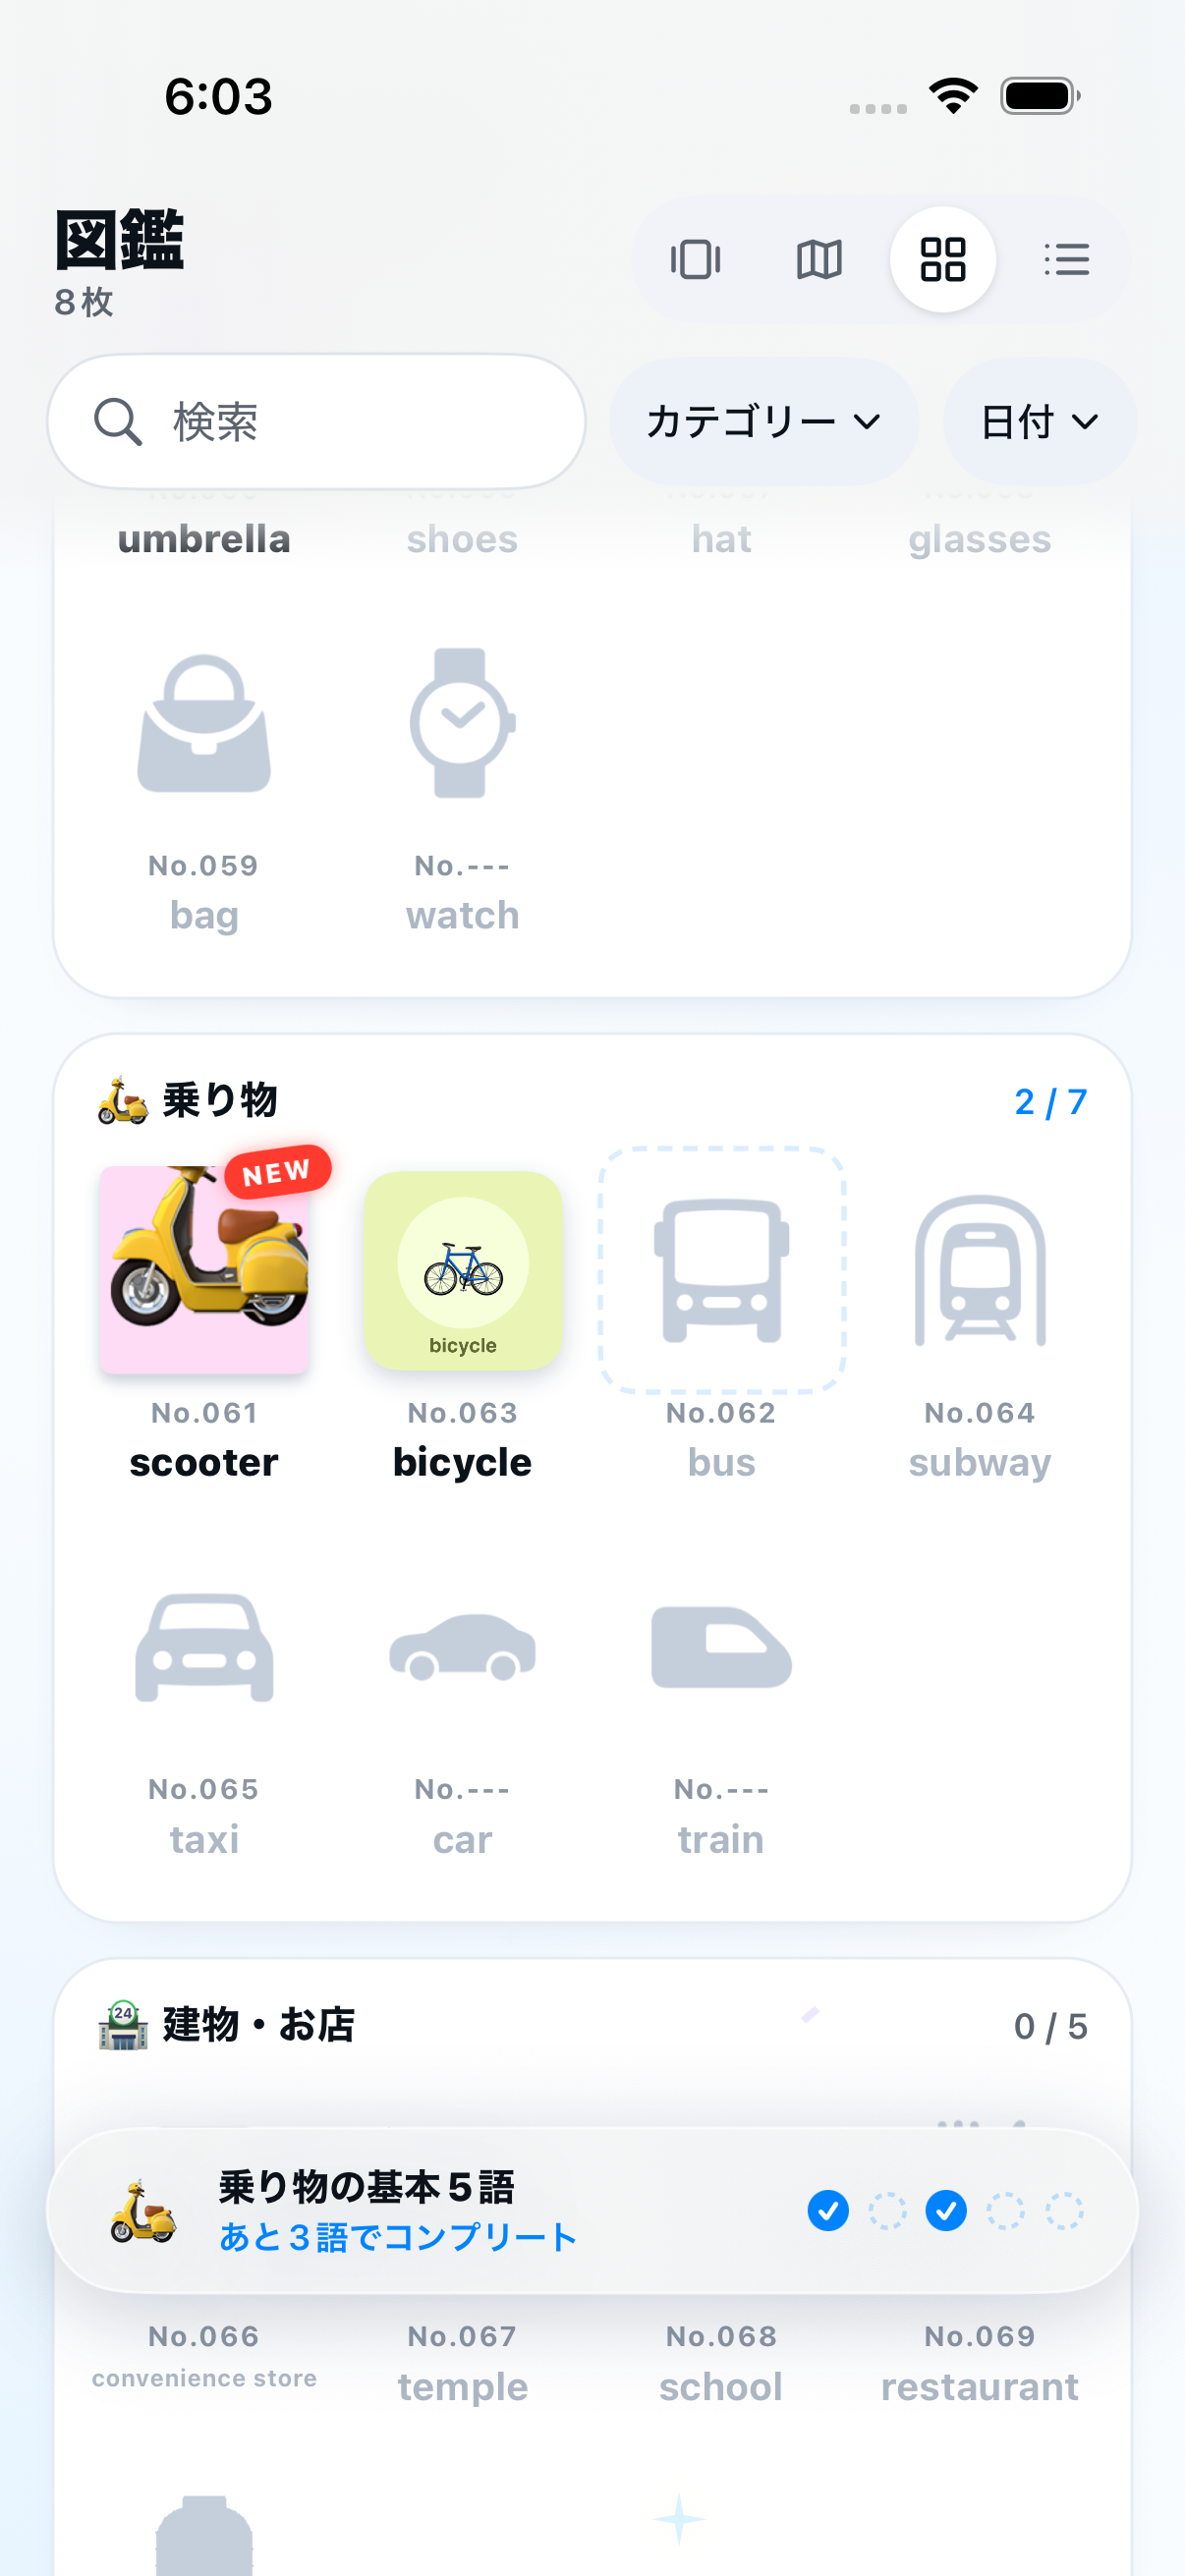 6:03
図鑑
8枚
検索
カテゴリー
日付
umbrella shoes hat glasses
No.059 No.---
bag watch
乗り物 2 / 7
NEW
bicycle
No.061 No.063 No.062 No.064
scooter bicycle bus subway
No.065 No.--- No.---
taxi car train
24
建物・お店 0 / 5
乗り物の基本5語
あと3語でコンプリート
No.066 No.067 No.068 No.069
convenience store temple school restaurant